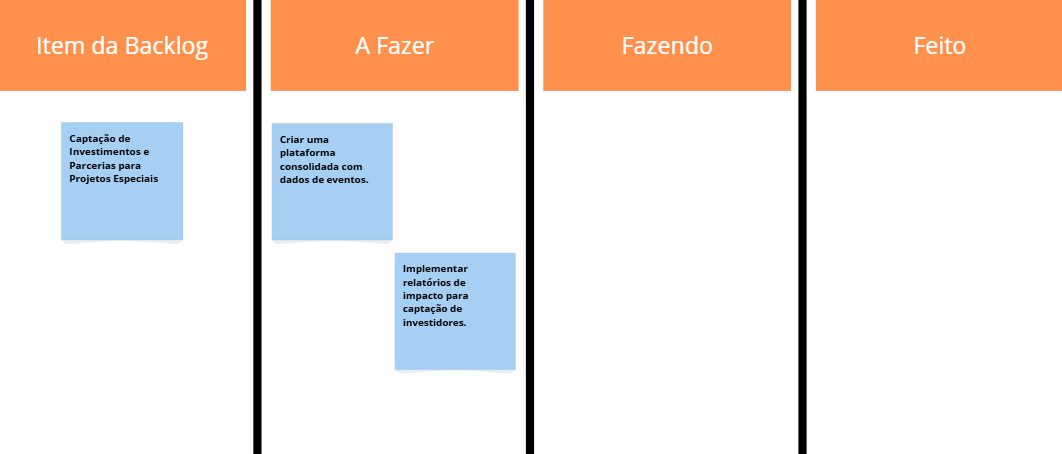 Item da Backlog
A Fazer
Fazendo
Feito
Captação de
Investimentos e
Parcerias para
Projetos Especiais
Criar uma
plataforma
consolidada com
dados de eventos.
Implementar
relatórios de
impacto para
captação de
investidores.